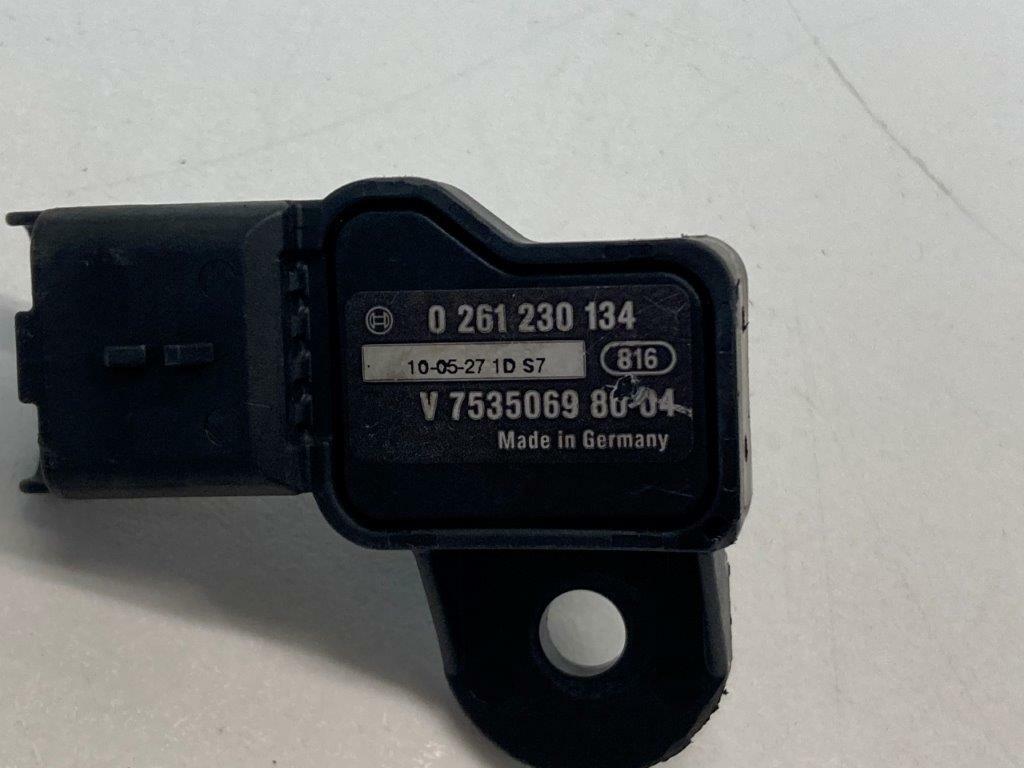 0 261 230 134
10-05-27 1D S7
816
V 7535069 80-04
Made in Germany